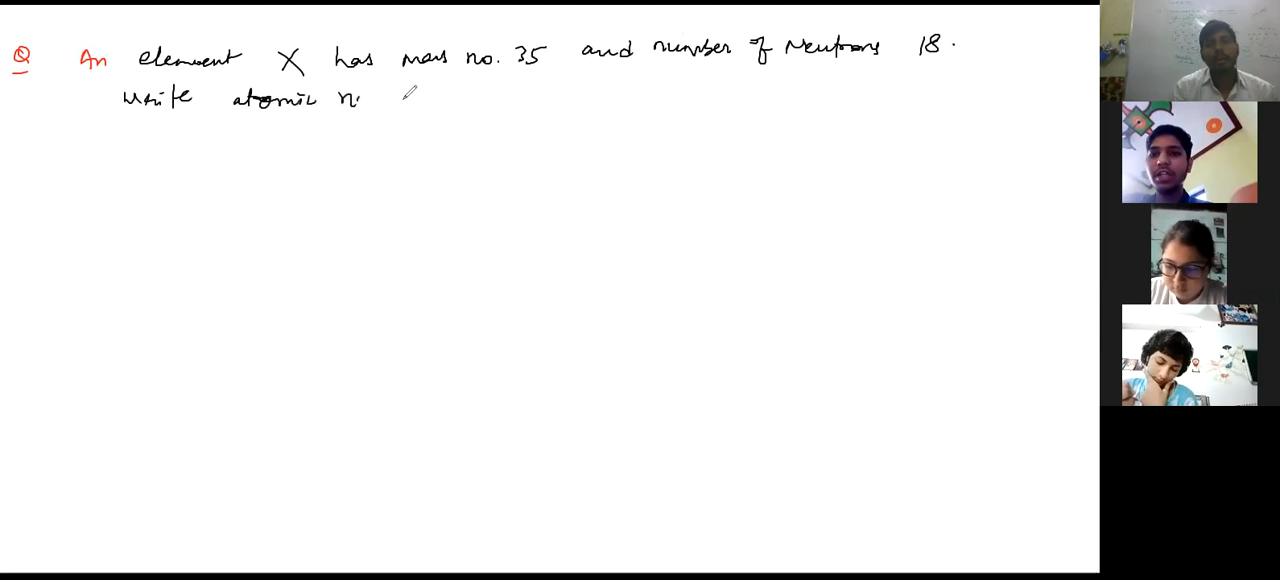 Q An element X has mass no. 35 and number of Neutrons 18.
write atomic n.